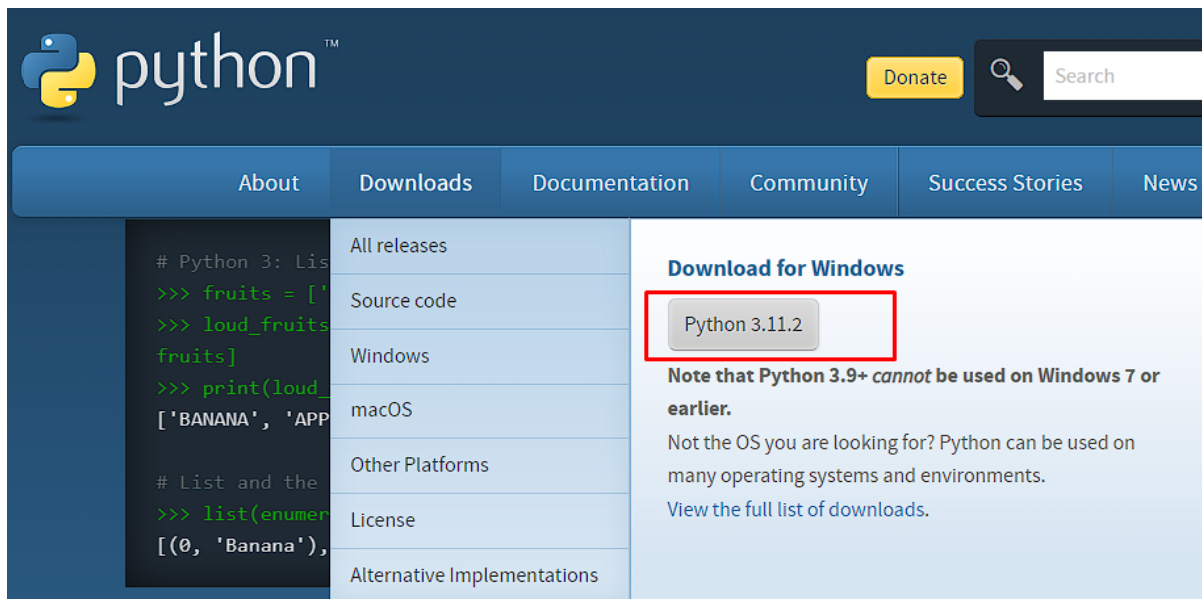 python™
Donate
Search
About
Downloads
Documentation
Community
Success Stories
News
# Python 3: Lis
>>> fruits = ['
>>> loud_fruits
fruits]
>>> print(loud_
['BANANA', 'APP
# List and the
>>> list(enumer
[(0, 'Banana'),
All releases
Source code
Windows
macOS
Other Platforms
License
Alternative Implementations
Download for Windows
Python 3.11.2
Note that Python 3.9+ cannot be used on Windows 7 or
earlier.
Not the OS you are looking for? Python can be used on
many operating systems and environments.
View the full list of downloads.